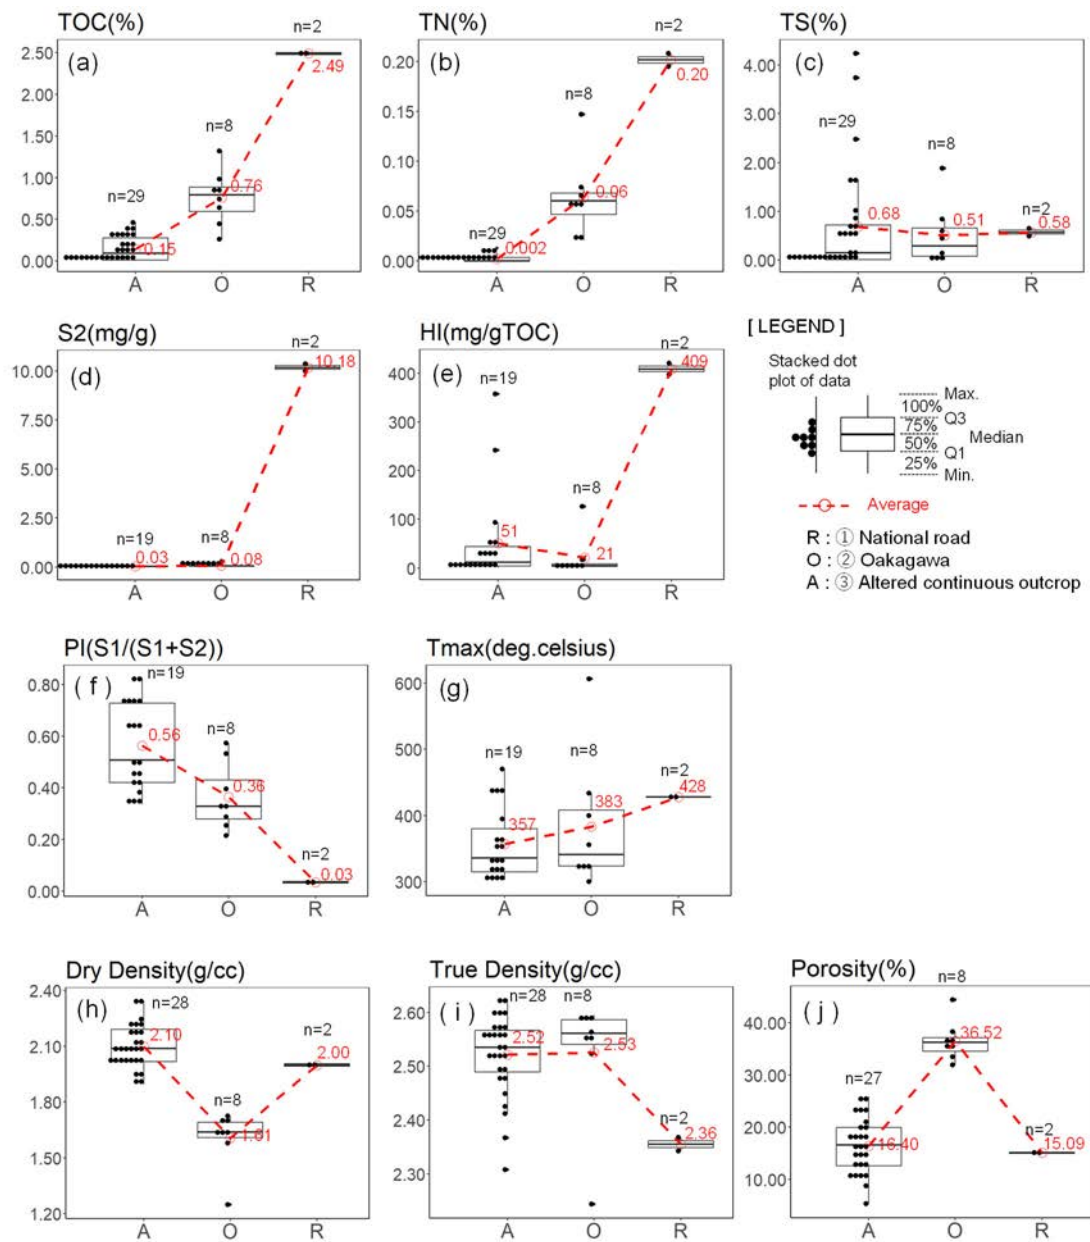 TOC(%)
n=2
2.50
(a)
2.49
2.00
1.50
n=8
1.00
n=29
0.76
0.50
0.15
0.00
A O R
TN(%)
n=2
0.20
(b)
0.20
0.15
n=8
0.10
0.05
0.06
n=29
0.002
0.00
A O R
TS(%)
4.00
(c)
3.00
n=29
n=8
2.00
n=2
1.00
0.68
0.51
0.58
0.00
A O R
S2(mg/g)
n=2
10.00
(d)
10.18
7.50
5.00
2.50
n=19
n=8
0.03
0.08
0.00
A O R
HI(mg/gTOC)
n=2
400
(e)
409
n=19
300
200
n=8
100
51
21
0
A O R
[ LEGEND ]
Stacked dot
plot of data
Max.
100%
Q3
75%
Median
50%
Q1
25%
Min.
Average
R : ① National road
O : ② Oakagawa
A : ③ Altered continuous outcrop
PI(S1/(S1+S2))
n=19
0.80
( f )
n=8
0.60
0.56
0.40
0.36
n=2
0.20
0.03
0.00
A O R
Tmax(deg.celsius)
600
(g)
n=19
n=8
500
n=2
428
400
357
383
300
A O R
Dry Density(g/cc)
2.40
(h)
n=28
n=2
2.10
2.10
2.00
1.80
n=8
1.61
1.50
1.20
A O R
True Density(g/cc)
n=28
n=8
2.60
( i )
2.52
2.53
2.50
2.40
n=2
2.36
2.30
A O R
Porosity(%)
n=8
( j )
40.00
36.52
30.00
n=27
20.00
n=2
16.40
15.09
10.00
A O R